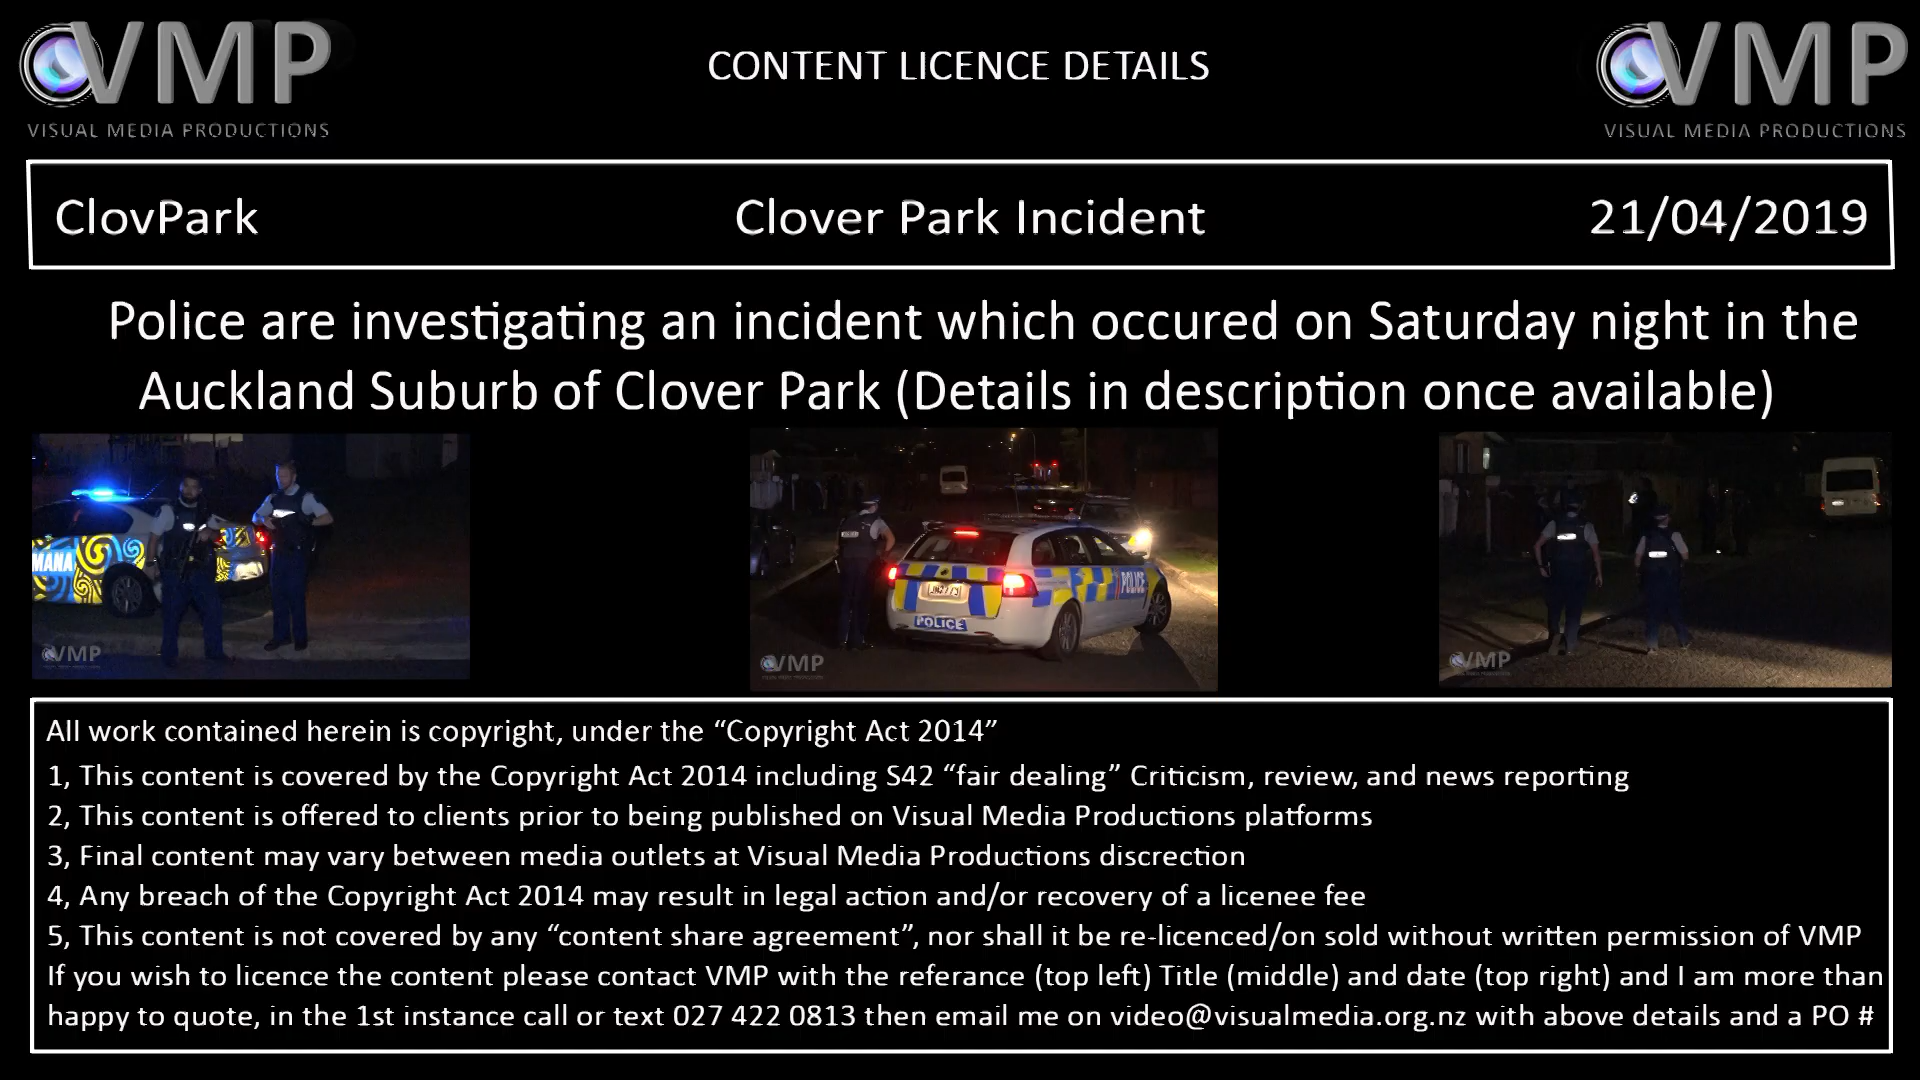 VMP
VISUAL MEDIA PRODUCTIONS
CONTENT LICENCE DETAILS
VMP
VISUAL MEDIA PRODUCTIONS
ClovPark
Clover Park Incident
21/04/2019
Police are investigating an incident which occured on Saturday night in the
Auckland Suburb of Clover Park (Details in description once available)
MANA
VMP
POLICE
POLICE
VMP
VMP
All work contained herein is copyright, under the “Copyright Act 2014”
1, This content is covered by the Copyright Act 2014 including S42 “fair dealing” Criticism, review, and news reporting
2, This content is offered to clients prior to being published on Visual Media Productions platforms
3, Final content may vary between media outlets at Visual Media Productions discrection
4, Any breach of the Copyright Act 2014 may result in legal action and/or recovery of a licenee fee
5, This content is not covered by any “content share agreement”, nor shall it be re-licenced/on sold without written permission of VMP
If you wish to licence the content please contact VMP with the referance (top left) Title (middle) and date (top right) and I am more than
happy to quote, in the 1st instance call or text 027 422 0813 then email me on video@visualmedia.org.nz with above details and a PO #